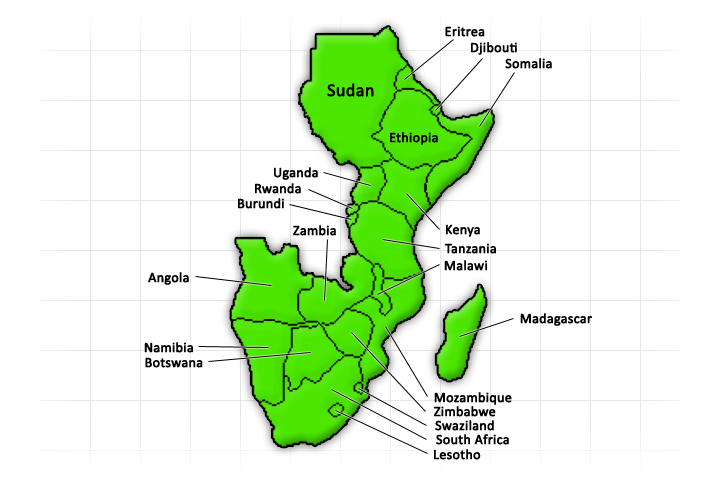 Eritrea
Djibouti
Somalia
Sudan
Ethiopia
Uganda
Rwanda
Burundi
Zambia
Kenya
Tanzania
Malawi
Angola
Madagascar
Namibia
Botswana
Mozambique
Zimbabwe
Swaziland
South Africa
Lesotho